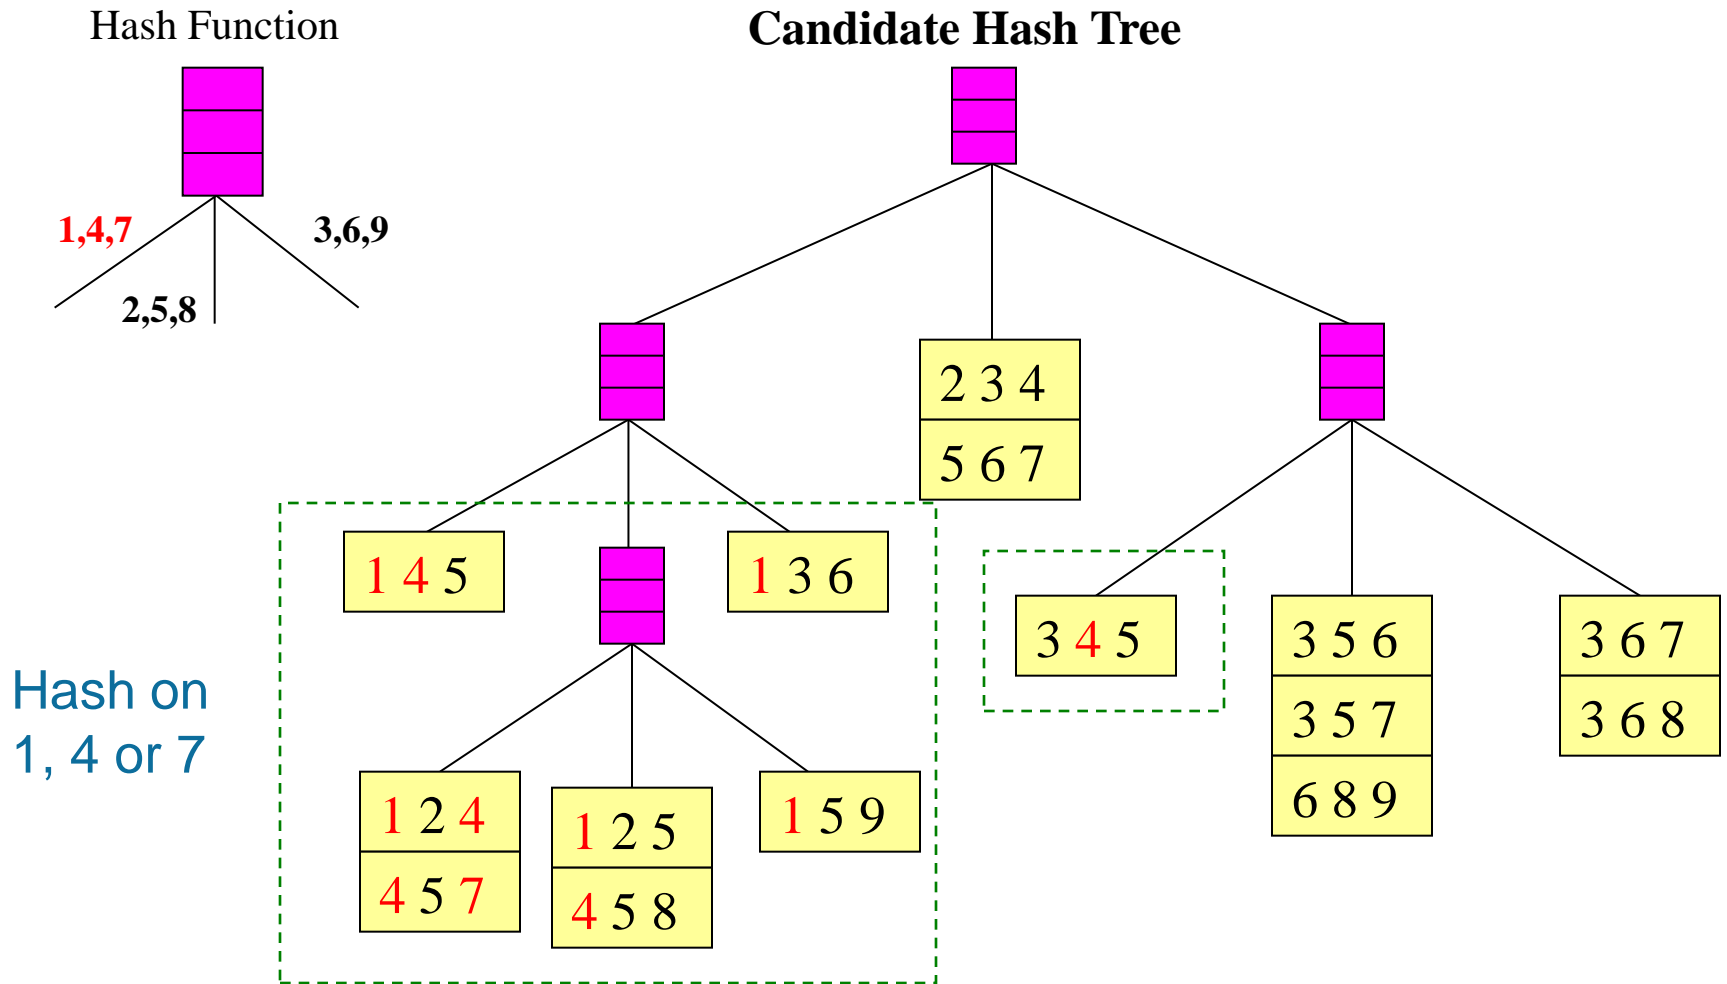 Hash Function
Candidate Hash Tree
1,4,7
3,6,9
2,5,8
2 3 4
5 6 7
1 4 5
1 3 6
3 4 5
3 5 6
3 6 7
3 5 7
3 6 8
6 8 9
Hash on
1, 4 or 7
1 2 4
1 2 5
1 5 9
4 5 7
4 5 8